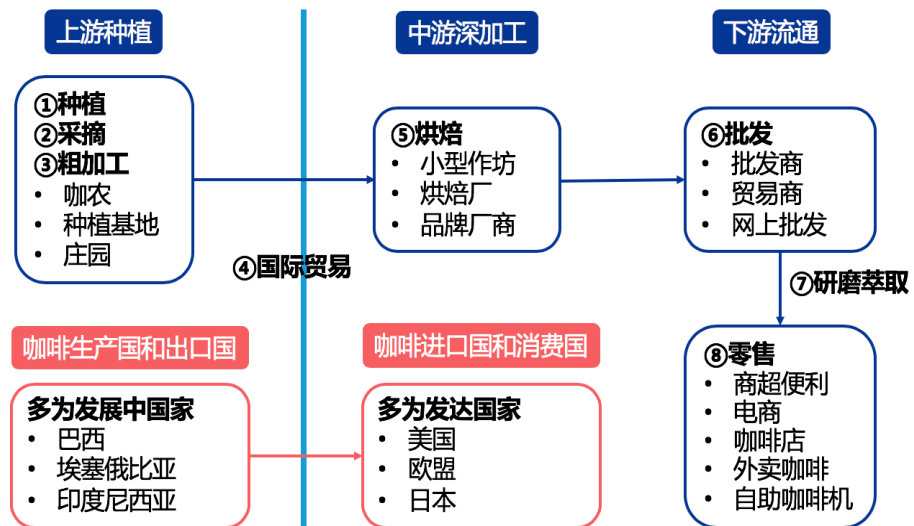 上游种植
①种植
②采摘
③粗加工
• 咖农
• 种植基地
• 庄园
④国际贸易
中游深加工
⑤烘焙
• 小型作坊
• 烘焙厂
• 品牌厂商
下游流通
⑥批发
• 批发商
• 贸易商
• 网上批发
⑦研磨萃取
⑧零售
• 商超便利
• 电商
• 咖啡店
• 外卖咖啡
• 自助咖啡机
咖啡生产国和出口国
多为发展中国家
• 巴西
• 埃塞俄比亚
• 印度尼西亚
咖啡进口国和消费国
多为发达国家
• 美国
• 欧盟
• 日本